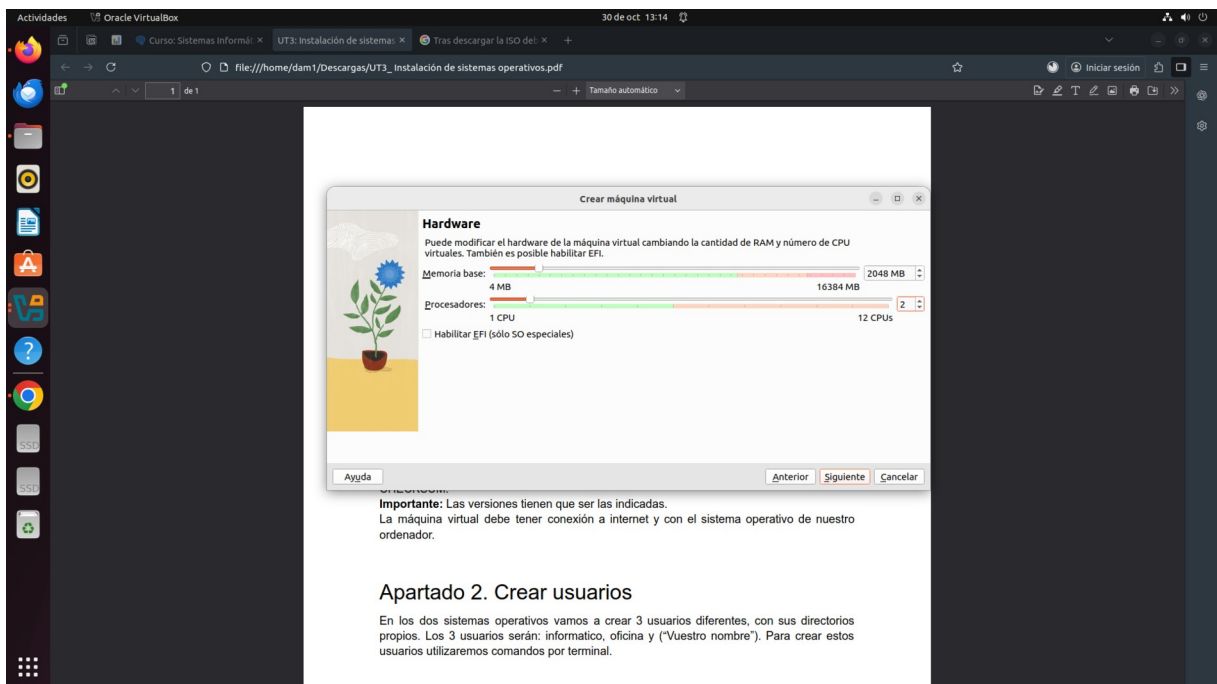 Actividades
Oracle VirtualBox
30 de oct 13:14
Curso: Sistemas Informát
UT3: Instalación de sistemas
Tras descargar la ISO deb
file:///home/dam1/Descargas/UT3_ Instalación de sistemas operativos.pdf
Iniciar sesión
1 de 1
Tamaño automático
Crear máquina virtual
Hardware
Puede modificar el hardware de la máquina virtual cambiando la cantidad de RAM y número de CPU
virtuales. También es posible habilitar EFI.
Memoria base:
2048 MB
4 MB
16384 MB
Procesadores:
2
1 CPU
12 CPUs
Habilitar EFI (sólo SO especiales)
Ayuda
Anterior
Siguiente
Cancelar
Importante: Las versiones tienen que ser las indicadas.
La máquina virtual debe tener conexión a internet y con el sistema operativo de nuestro
ordenador.
Apartado 2. Crear usuarios
En los dos sistemas operativos vamos a crear 3 usuarios diferentes, con sus directorios
propios. Los 3 usuarios serán: informatico, oficina y (“Vuestro nombre”). Para crear estos
usuarios utilizaremos comandos por terminal.
SSD
SSD